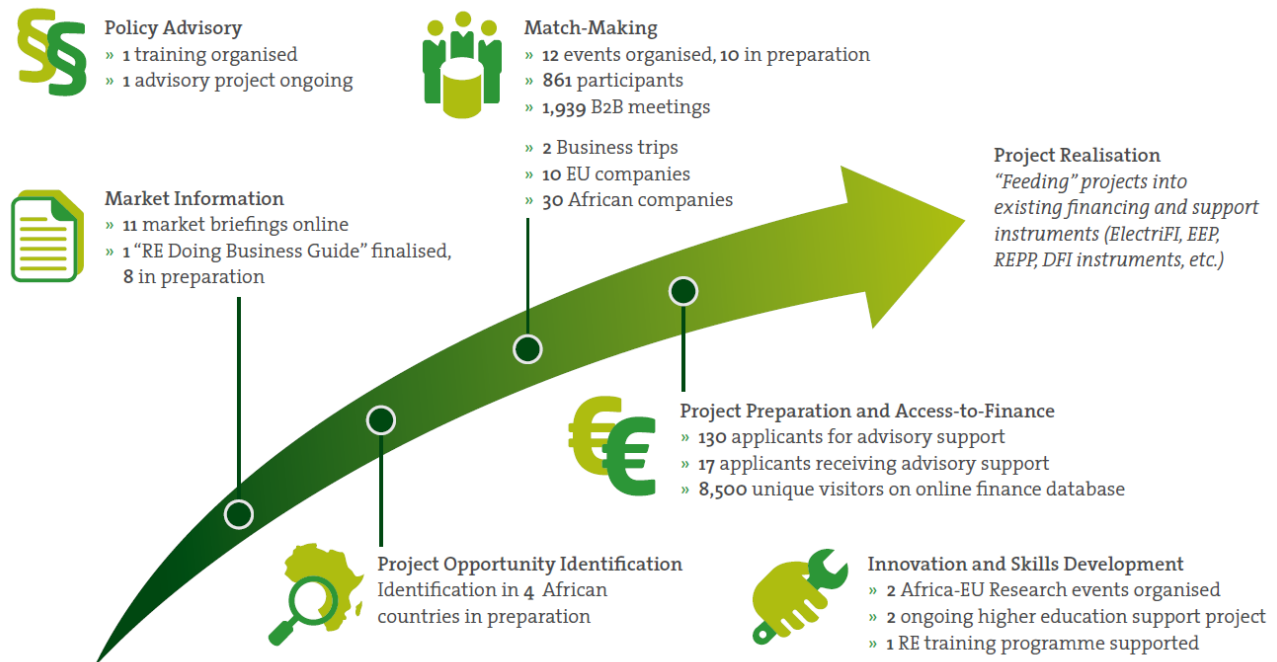 Policy Advisory
» 1 training organised
» 1 advisory project ongoing
Match-Making
» 12 events organised, 10 in preparation
» 861 participants
» 1,939 B2B meetings
» 2 Business trips
» 10 EU companies
» 30 African companies
Market Information
» 11 market briefings online
» 1 “RE Doing Business Guide” finalised,
8 in preparation
Project Realisation
“Feeding” projects into
existing financing and support
instruments (ElectriFI, EEP,
REPP, DFI instruments, etc.)
Project Preparation and Access-to-Finance
» 130 applicants for advisory support
» 17 applicants receiving advisory support
» 8,500 unique visitors on online finance database
Project Opportunity Identification
Identification in 4 African
countries in preparation
Innovation and Skills Development
» 2 Africa-EU Research events organised
» 2 ongoing higher education support project
» 1 RE training programme supported